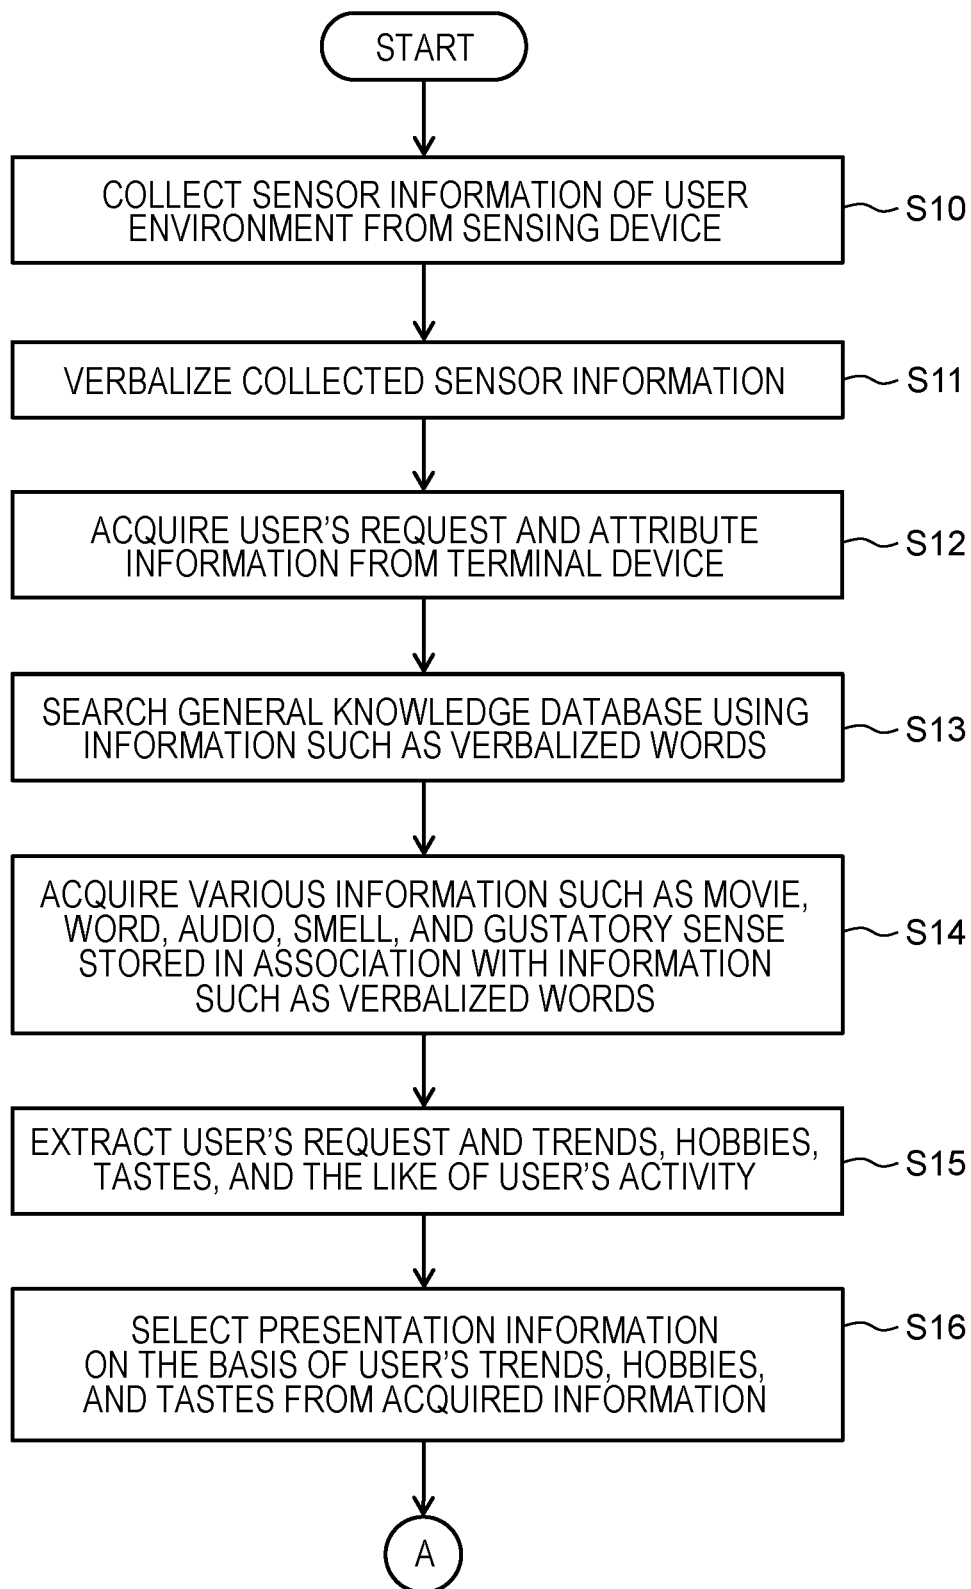 START
COLLECT SENSOR INFORMATION OF USER
ENVIRONMENT FROM SENSING DEVICE
S10
VERBALIZE COLLECTED SENSOR INFORMATION
S11
ACQUIRE USER’S REQUEST AND ATTRIBUTE
INFORMATION FROM TERMINAL DEVICE
S12
SEARCH GENERAL KNOWLEDGE DATABASE USING
INFORMATION SUCH AS VERBALIZED WORDS
S13
ACQUIRE VARIOUS INFORMATION SUCH AS MOVIE,
WORD, AUDIO, SMELL, AND GUSTATORY SENSE
STORED IN ASSOCIATION WITH INFORMATION
SUCH AS VERBALIZED WORDS
S14
EXTRACT USER’S REQUEST AND TRENDS, HOBBIES,
TASTES, AND THE LIKE OF USER’S ACTIVITY
S15
SELECT PRESENTATION INFORMATION
ON THE BASIS OF USER’S TRENDS, HOBBIES,
AND TASTES FROM ACQUIRED INFORMATION
S16
A